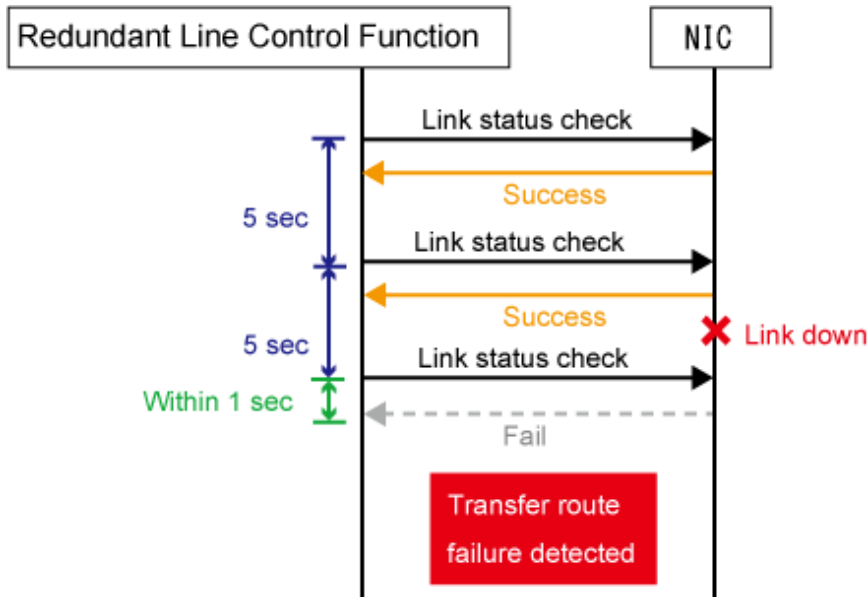 Redundant Line Control Function
NIC
Link status check
Success
5 sec
Link status check
Success
Link down
5 sec
Link status check
Within 1 sec
Fail
Transfer route
failure detected